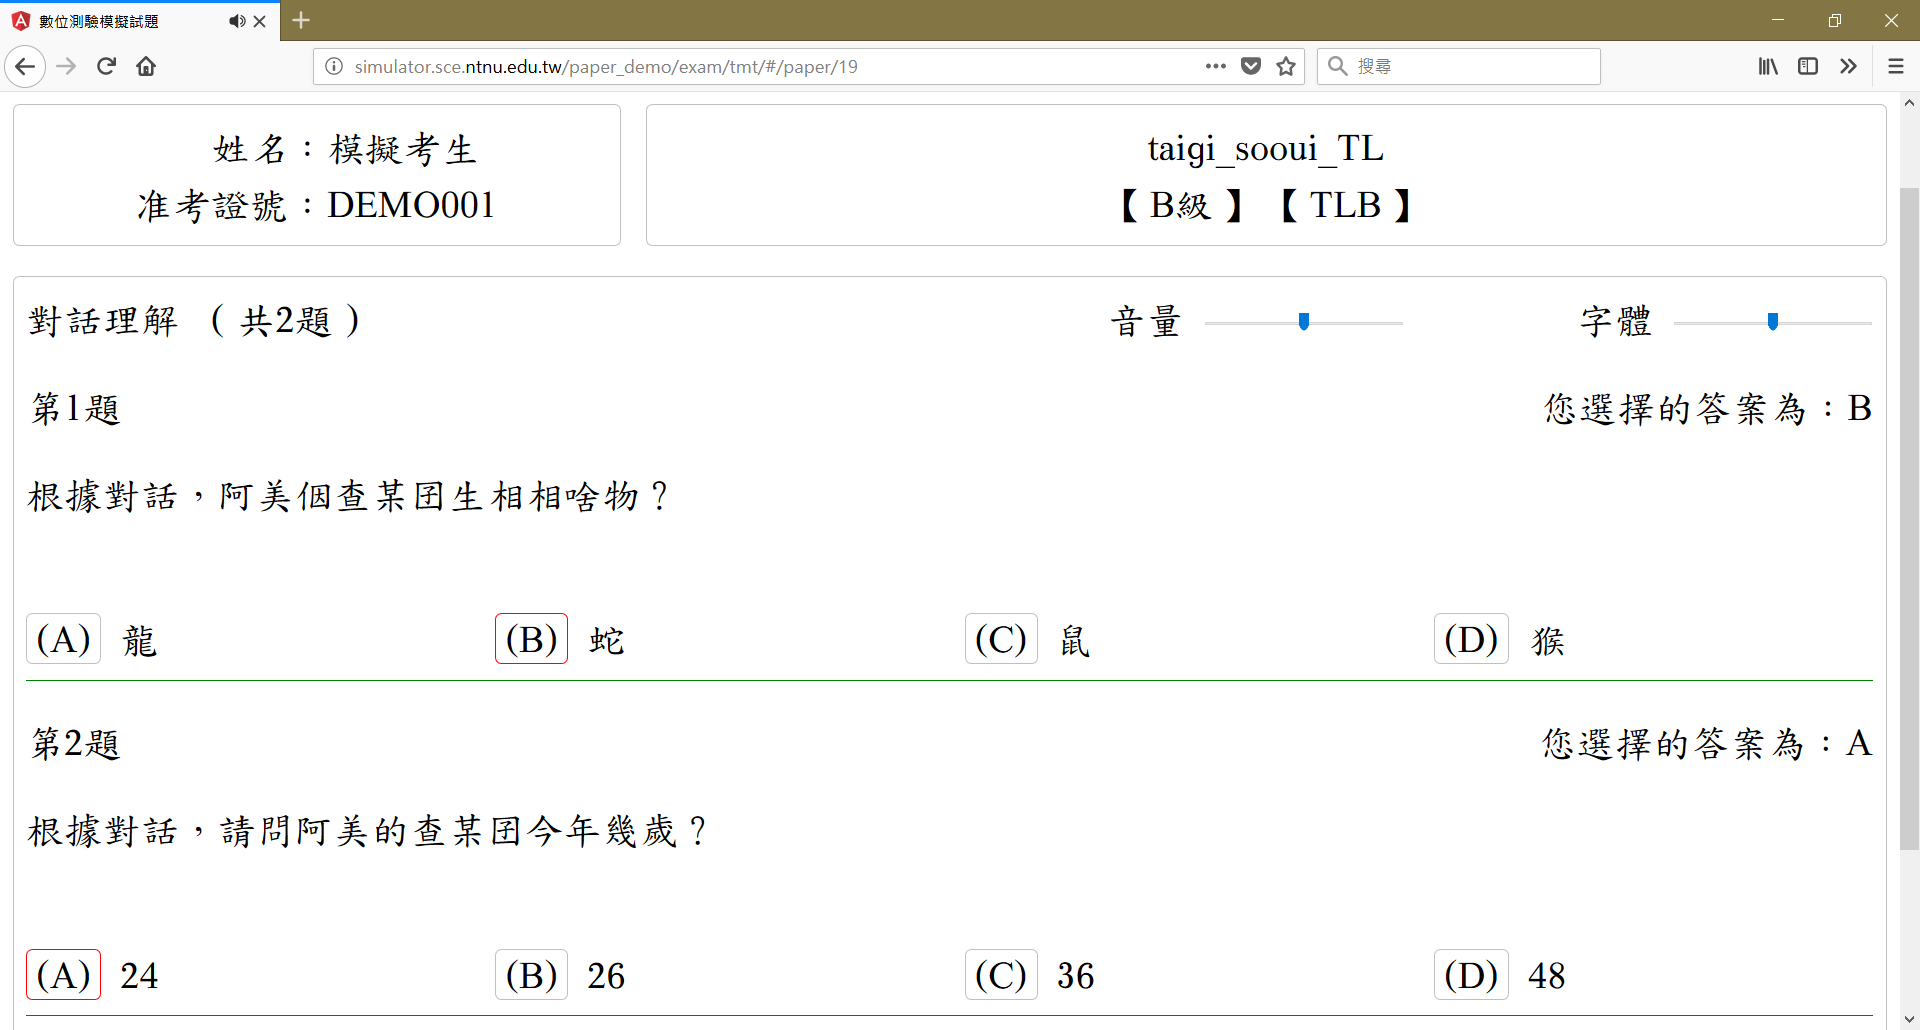 數位測驗模擬試題
simulator.sce.ntnu.edu.tw/paper_demo/exam/tmt/#/paper/19
搜尋
姓名：模擬考生
准考證號：DEMO001
taigi_sooui_TL
【 B級 】 【 TLB 】
對話理解 （ 共2題 ）
音量
字體
第1題
您選擇的答案為：B
根據對話，阿美個查某囝生相相啥物？
(A) 龍
(B) 蛇
(C) 鼠
(D) 猴
第2題
您選擇的答案為：A
根據對話，請問阿美的查某囝今年幾歲？
(A) 24
(B) 26
(C) 36
(D) 48